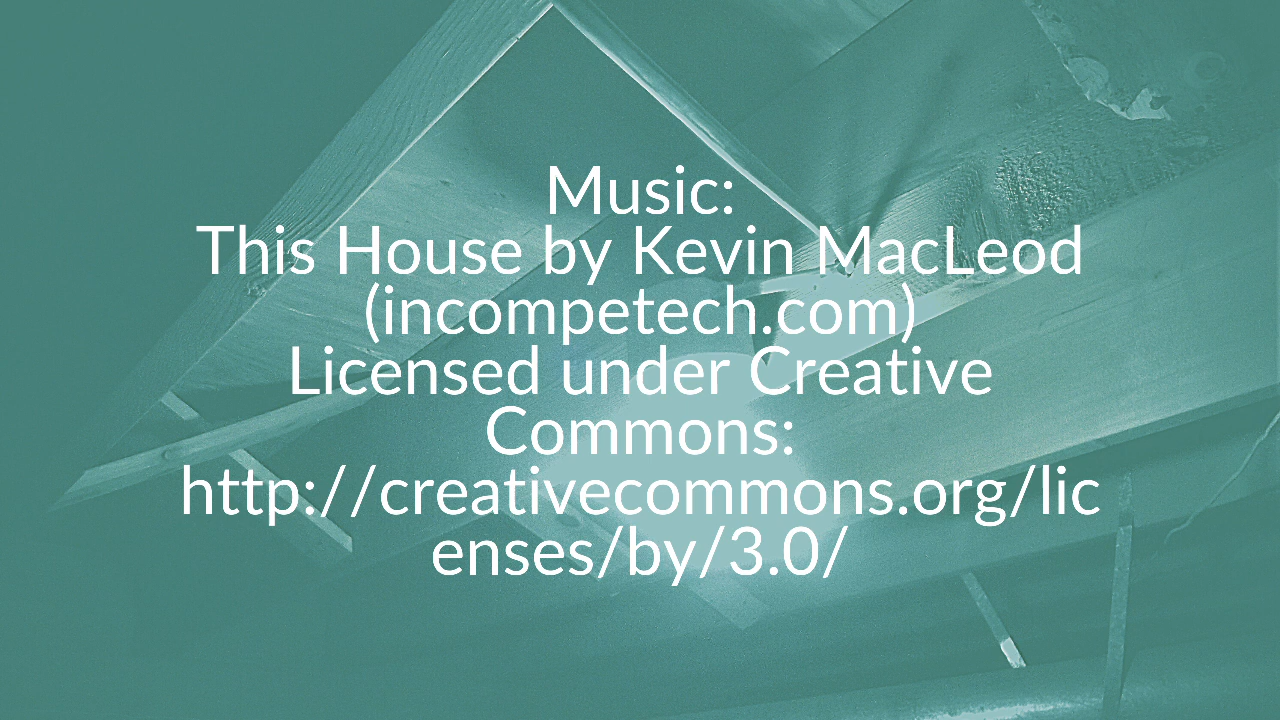 Music:
This House by Kevin MacLeod
(incompetech.com)
Licensed under Creative
Commons:
http://creativecommons.org/lic
enses/by/3.0/